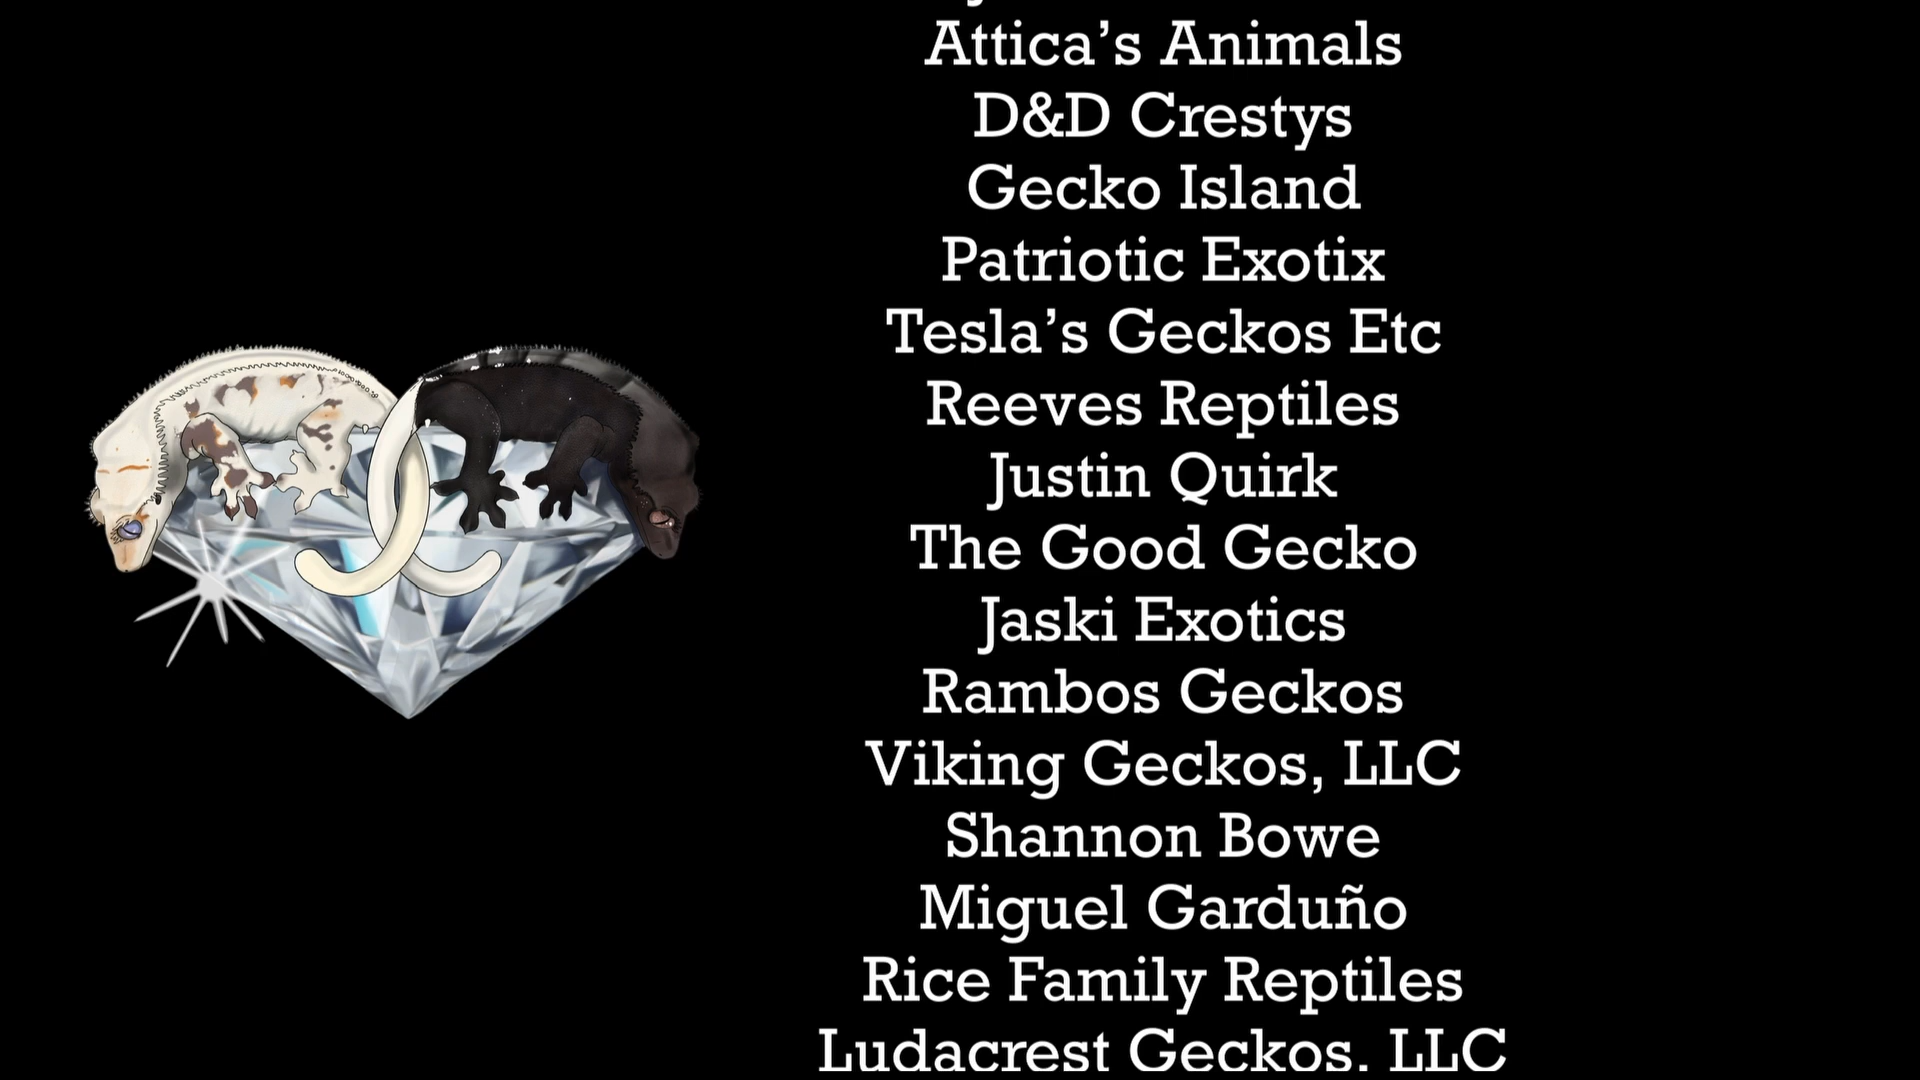 Attica’s Animals
D&D Crestys
Gecko Island
Patriotic Exotix
Tesla’s Geckos Etc
Reeves Reptiles
Justin Quirk
The Good Gecko
Jaski Exotics
Rambos Geckos
Viking Geckos, LLC
Shannon Bowe
Miguel Garduño
Rice Family Reptiles
Ludacrest Geckos, LLC